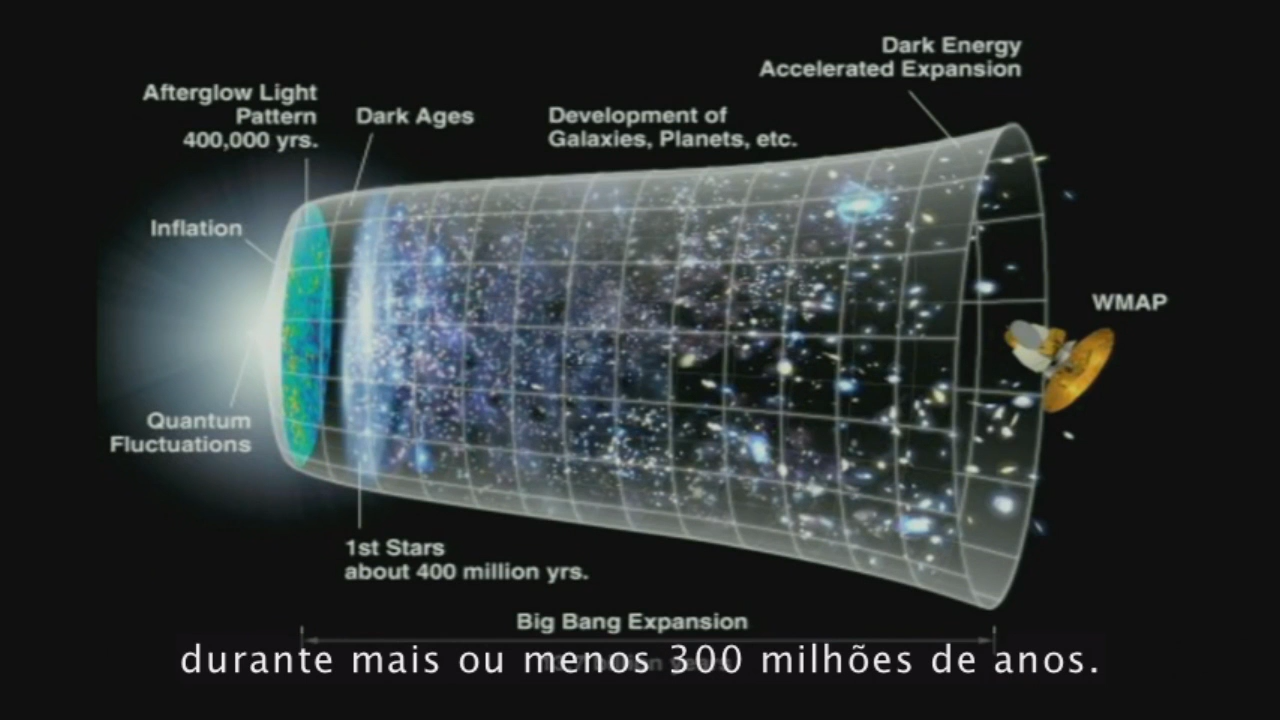 Dark Energy
Accelerated Expansion
Afterglow Light
Pattern
400,000 yrs.
Dark Ages
Development of
Galaxies, Planets, etc.
Inflation
WMAP
Quantum
Fluctuations
1st Stars
about 400 million yrs.
Big Bang Expansion
durante mais ou menos 300 milhões de anos.